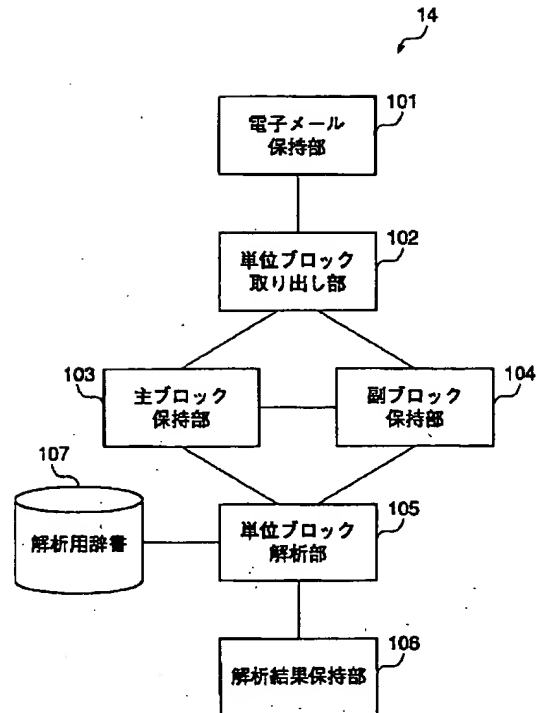 14
101
電子メール
保持部
102
単位ブロック
取り出し部
103
主ブロック
保持部
104
副ブロック
保持部
107
解析用辞書
105
単位ブロック
解析部
106
解析結果保持部